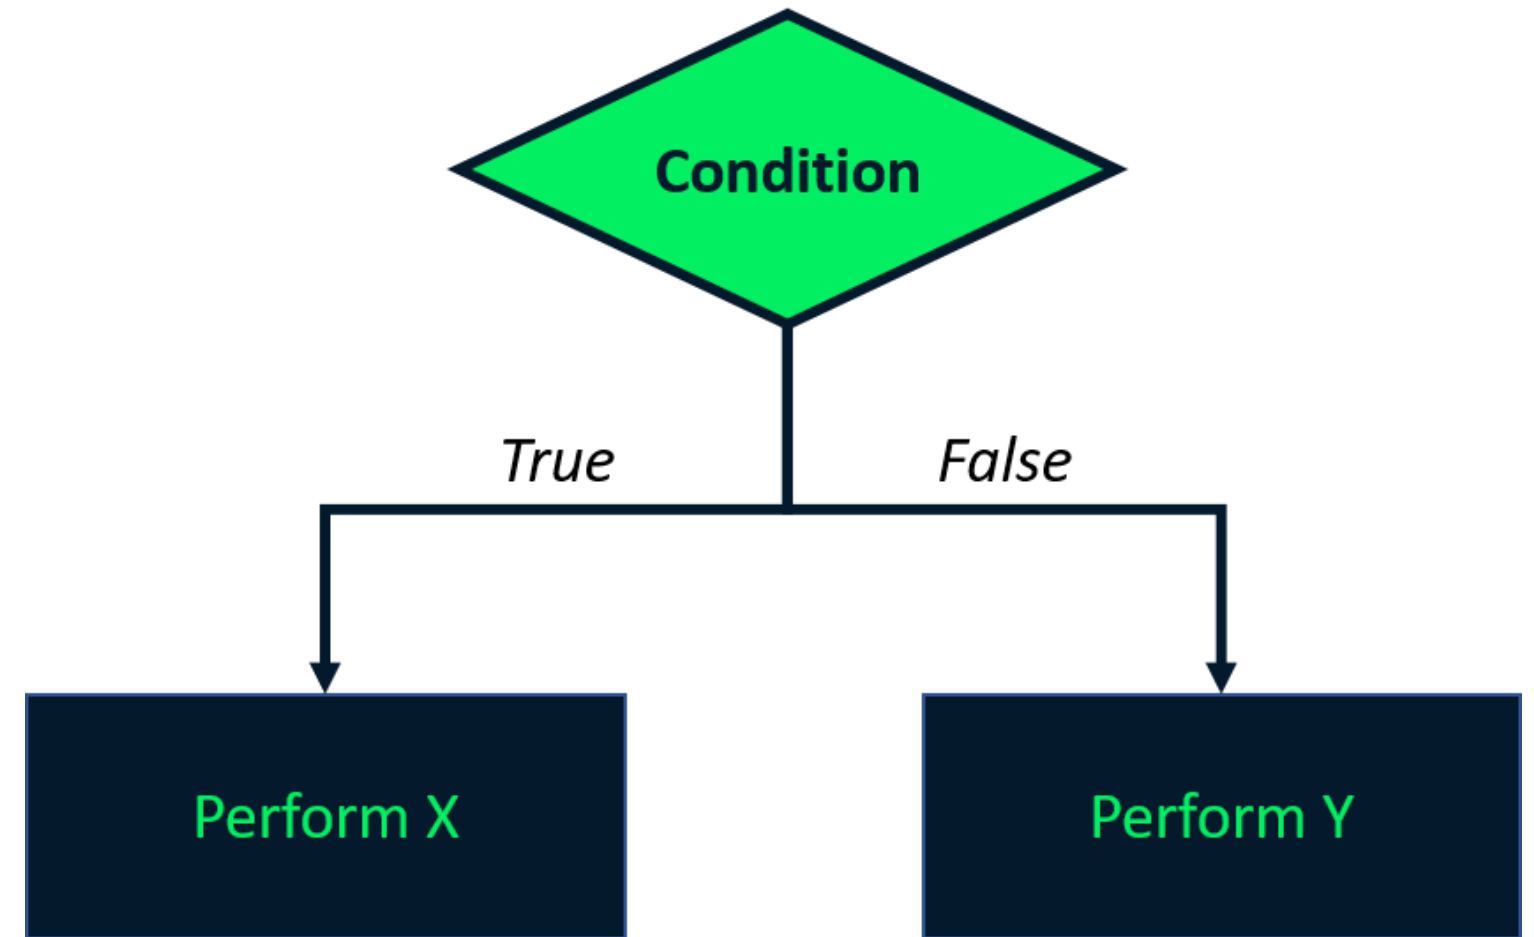 Condition
True
False
Perform X
Perform Y